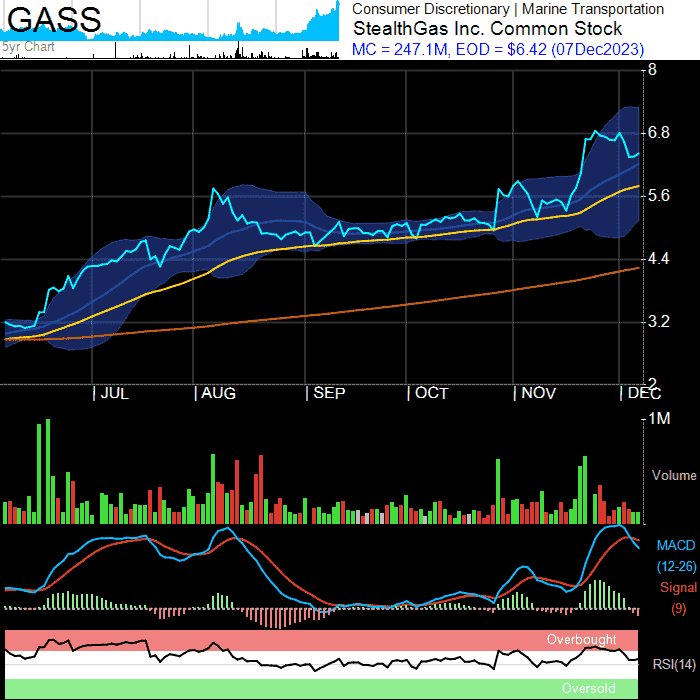 GASS
5yr Chart
Consumer Discretionary | Marine Transportation
StealthGas Inc. Common Stock
MC = 247.1M, EOD = $6.42 (07Dec2023)
8
6.8
5.6
4.4
3.2
2
| JUL | AUG | SEP | OCT | NOV | DEC
1M
Volume
MACD
(12-26)
Signal
(9)
Overbought
RSI(14)
Oversold